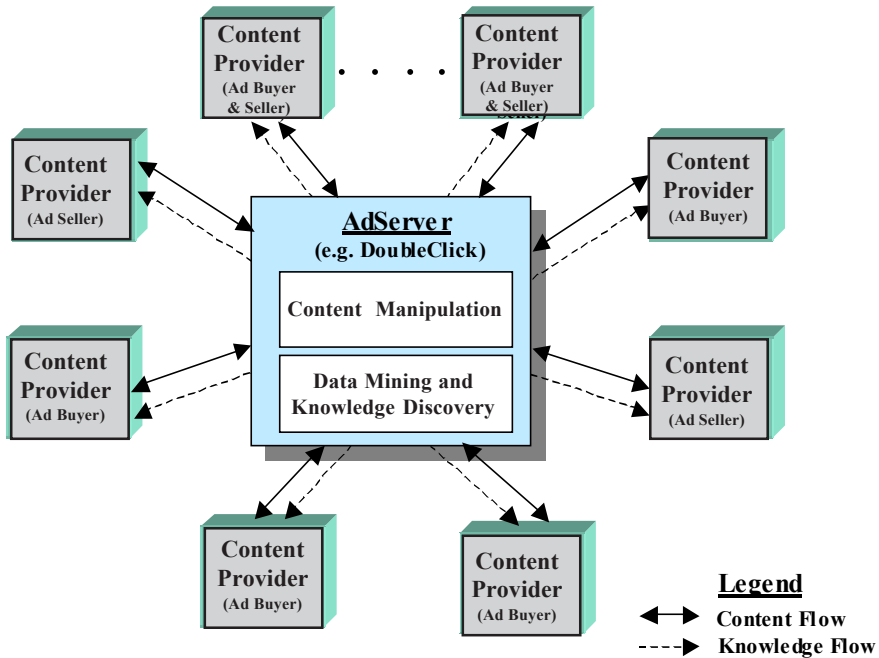 Content
Provider
(Ad Buyer
& Seller)
. . . .
Content
Provider
(Ad Buyer
& Seller)
Seller)
Content
Provider
(Ad Seller)
Content
Provider
(Ad Buyer)
AdServer
(e.g. DoubleClick)
Content Manipulation
Data Mining and
Knowledge Discovery
Content
Provider
(Ad Buyer)
Content
Provider
(Ad Seller)
Content
Provider
(Ad Buyer)
Content
Provider
(Ad Buyer)
Legend
Content Flow
Knowledge Flow